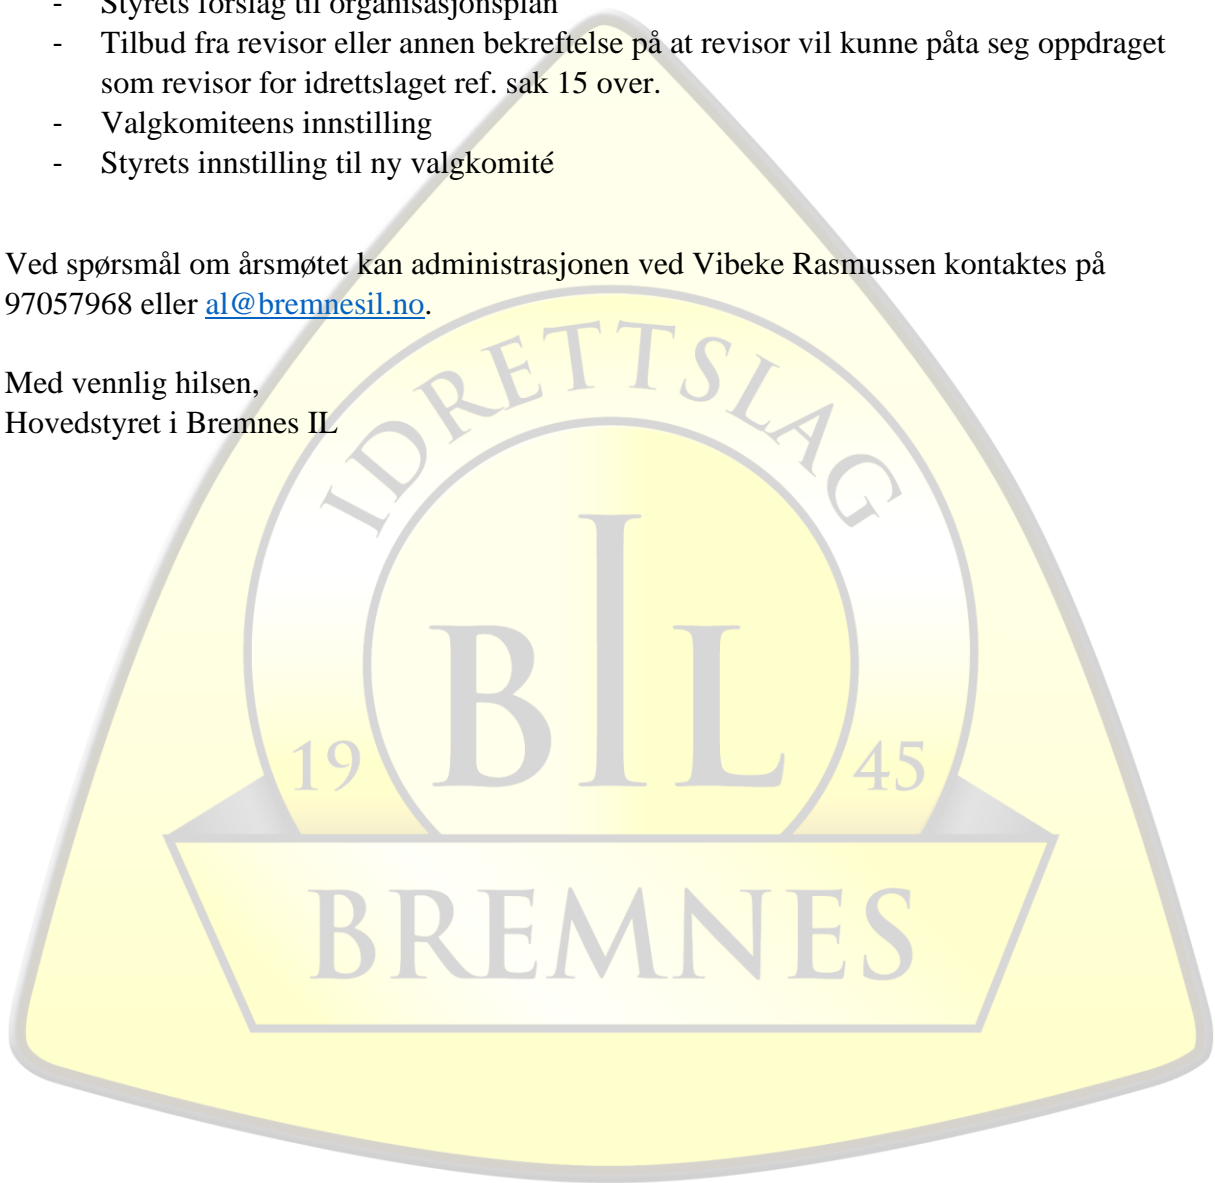 - Styrets forslag til organisasjonsplan
- Tilbud fra revisor eller annen bekreftelse på at revisor vil kunne påta seg oppdraget
som revisor for idrettslaget ref. sak 15 over.
- Valgkomiteens innstilling
- Styrets innstilling til ny valgkomité
Ved spørsmål om årsmøtet kan administrasjonen ved Vibeke Rasmussen kontaktes på
97057968 eller al@bremnesil.no.
Med vennlig hilsen,
Hovedstyret i Bremnes IL
IDRETTSLAG
BIL
19 45
BREMNES